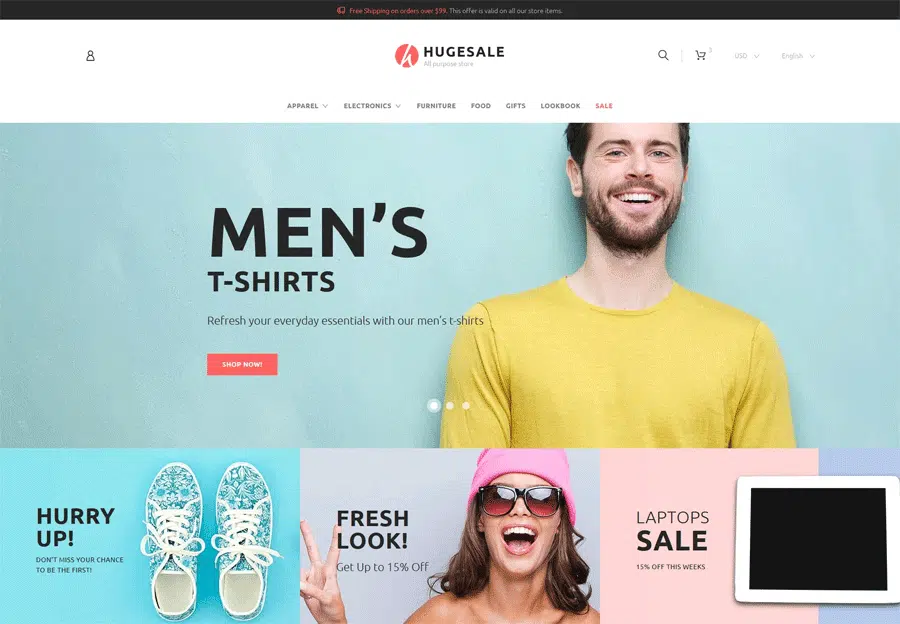 Free Shipping on orders over $99. This offer is valid on all our store items.
HUGESALE
All purpose store
USD
English
APPAREL ELECTRONICS FURNITURE FOOD GIFTS LOOKBOOK SALE
MEN'S
T-SHIRTS
Refresh your everyday essentials with our men's t-shirts
SHOP NOW!
HURRY
UP!
DON'T MISS YOUR CHANCE
TO BE THE FIRST!
FRESH
LOOK!
Get Up to 15% Off
LAPTOPS
SALE
15% OFF THIS WEEKS